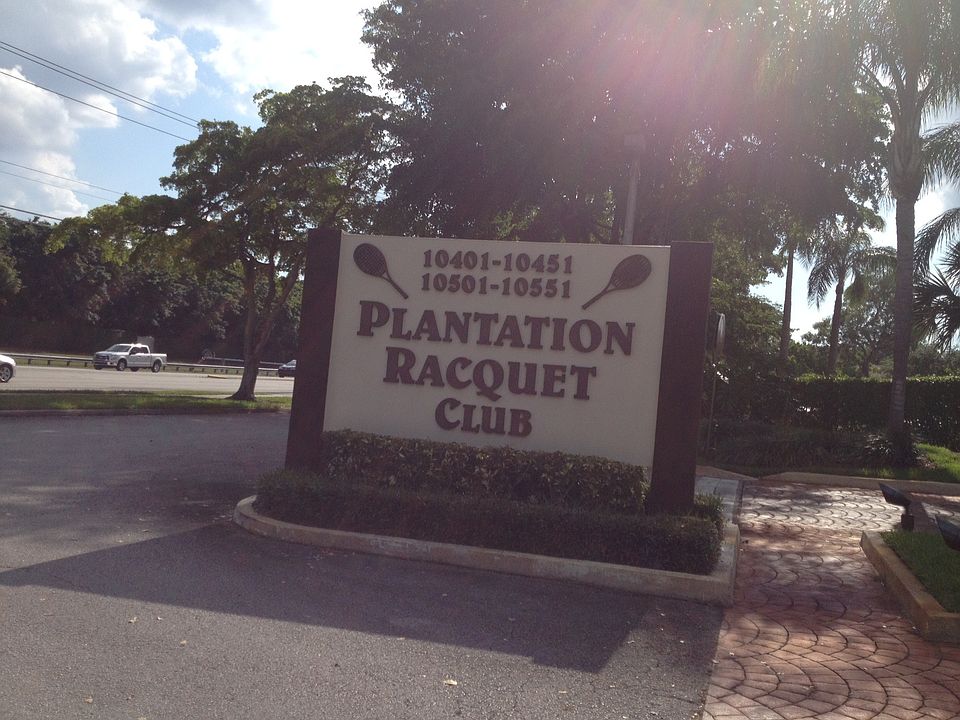 10401-10451
10501-10551
PLANTATION
RACQUET
CLUB